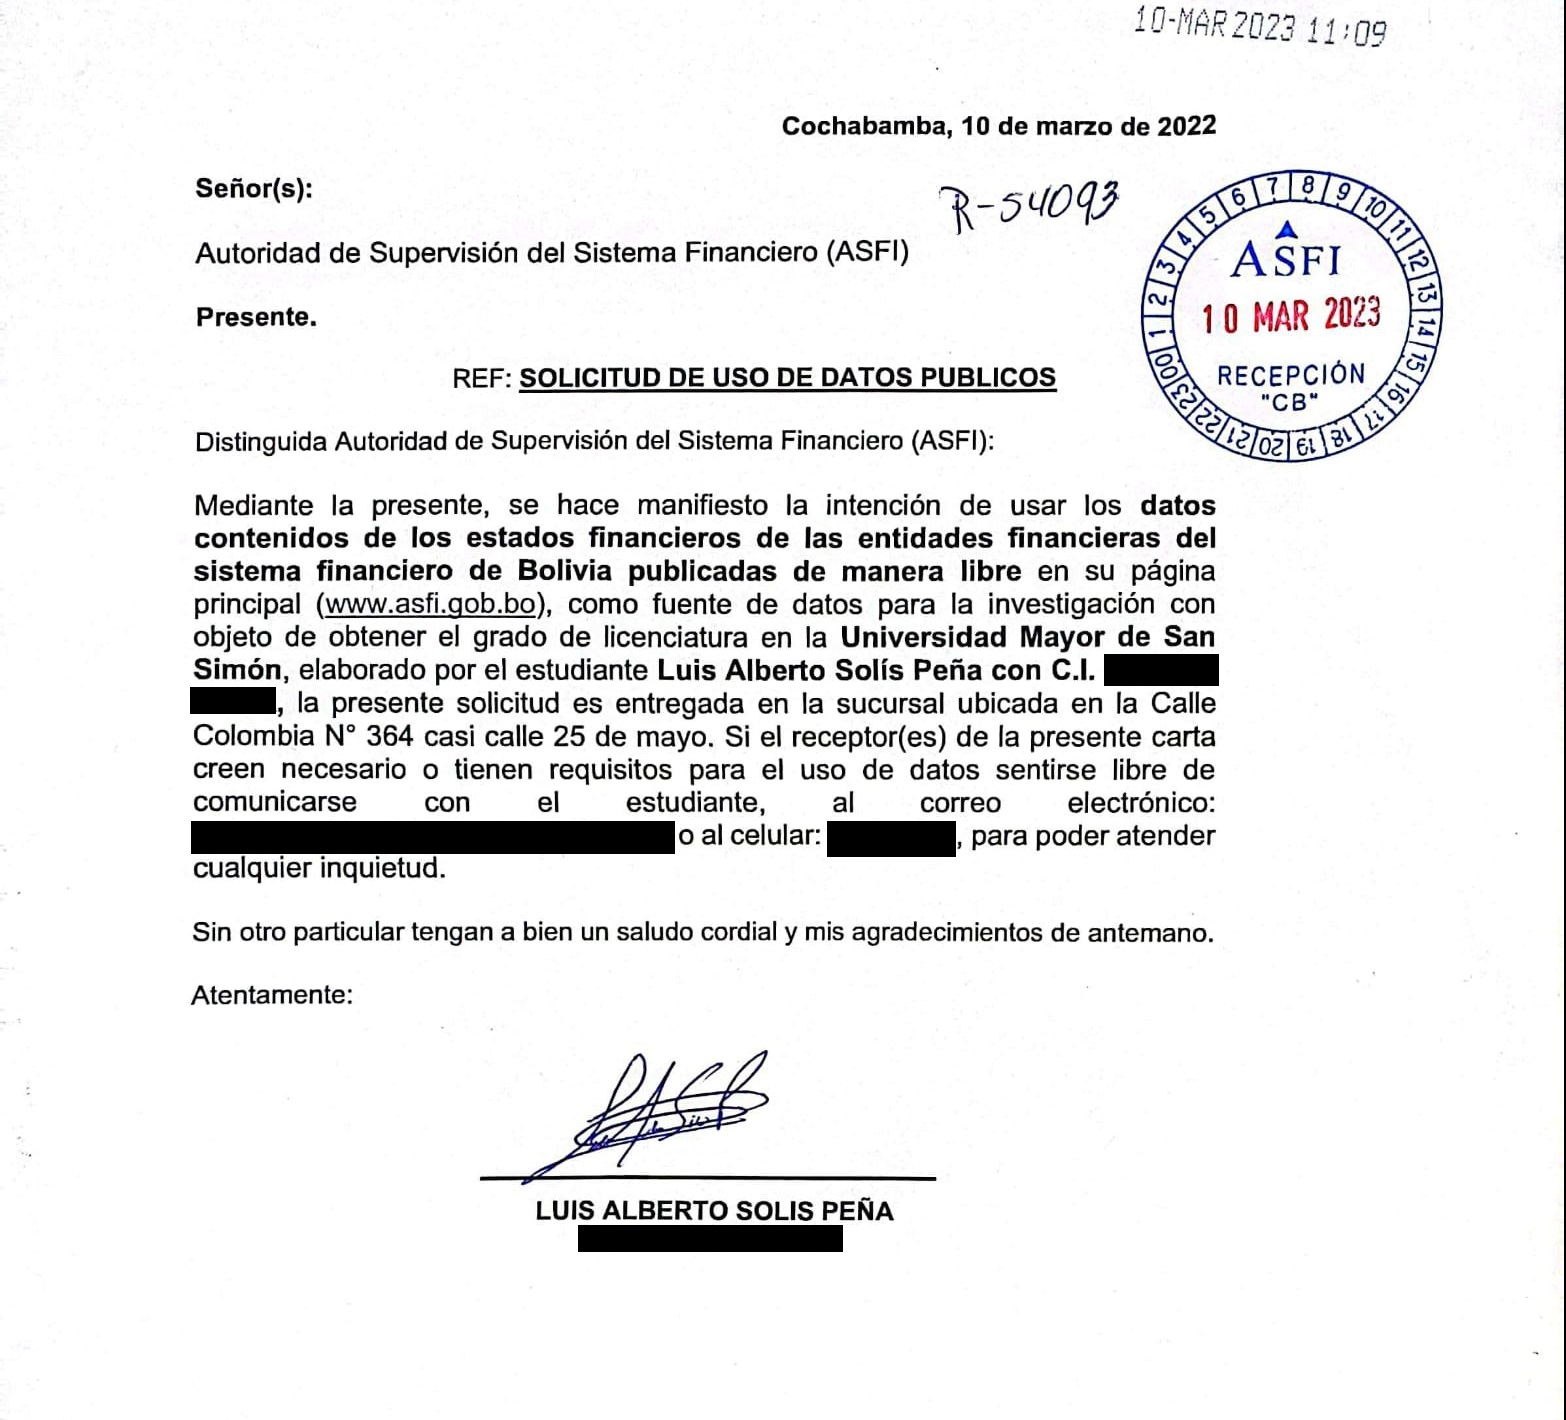 10-MAR 2023 11:09
Cochabamba, 10 de marzo de 2022
Señor(s):
R-54093
Autoridad de Supervisión del Sistema Financiero (ASFI)
Presente.
00 1 2 3 4 5 6 7 8 9 10 11 12 13 14 15 16 17 18 19 20 21 22 23
ASFI
10 MAR 2023
RECEPCIÓN
"CB"
REF: SOLICITUD DE USO DE DATOS PUBLICOS
Distinguida Autoridad de Supervisión del Sistema Financiero (ASFI):
Mediante la presente, se hace manifiesto la intención de usar los datos
contenidos de los estados financieros de las entidades financieras del
sistema financiero de Bolivia publicadas de manera libre en su página
principal (www.asfi.gob.bo), como fuente de datos para la investigación con
objeto de obtener el grado de licenciatura en la Universidad Mayor de San
Simón, elaborado por el estudiante Luis Alberto Solís Peña con C.I.
, la presente solicitud es entregada en la sucursal ubicada en la Calle
Colombia N° 364 casi calle 25 de mayo. Si el receptor(es) de la presente carta
creen necesario o tienen requisitos para el uso de datos sentirse libre de
comunicarse con el estudiante, al correo electrónico:
o al celular: , para poder atender
cualquier inquietud.
Sin otro particular tengan a bien un saludo cordial y mis agradecimientos de antemano.
Atentamente:
LUIS ALBERTO SOLIS PEÑA